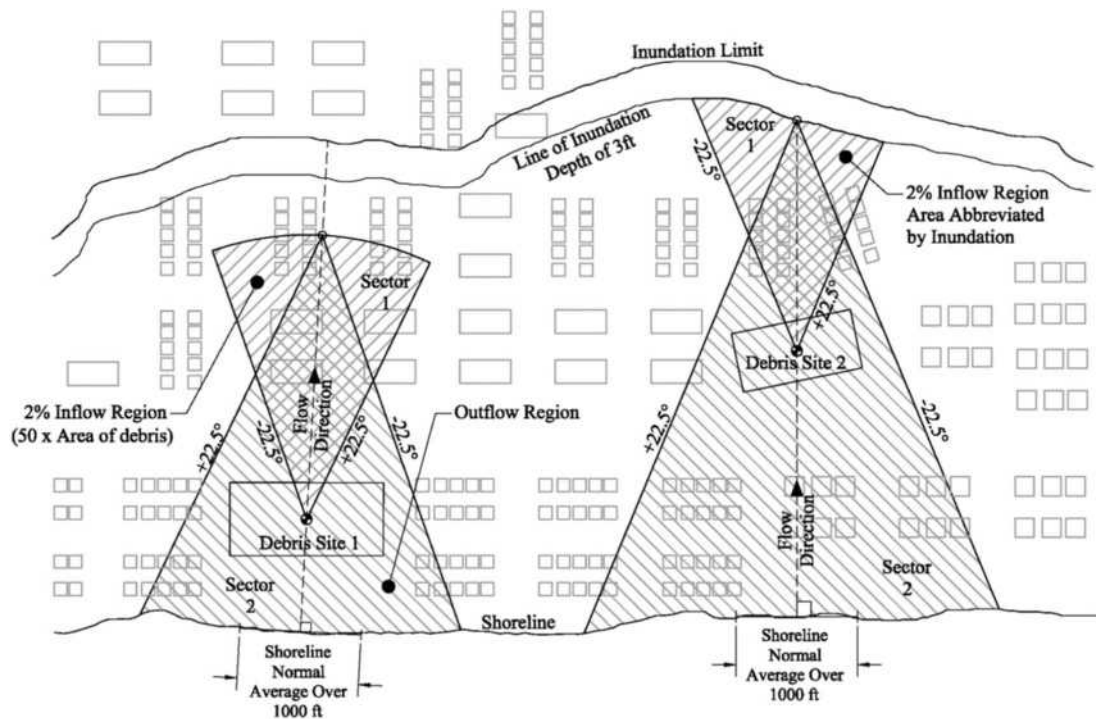 Inundation Limit
Sector
1
Line of Inundation
Depth of 3ft
-22.5°
2% Inflow Region
Area Abbreviated
by Inundation
+22.5°
Debris Site 2
Sector
1
2% Inflow Region
(50 x Area of debris)
Outflow Region
Flow
Direction
+22.5°
-22.5°
+22.5°
-22.5°
+22.5°
-22.5°
Debris Site 1
Flow
Direction
Sector
2
Sector
2
Shoreline
Shoreline
Normal
Average Over
1000 ft
Shoreline
Normal
Average Over
1000 ft